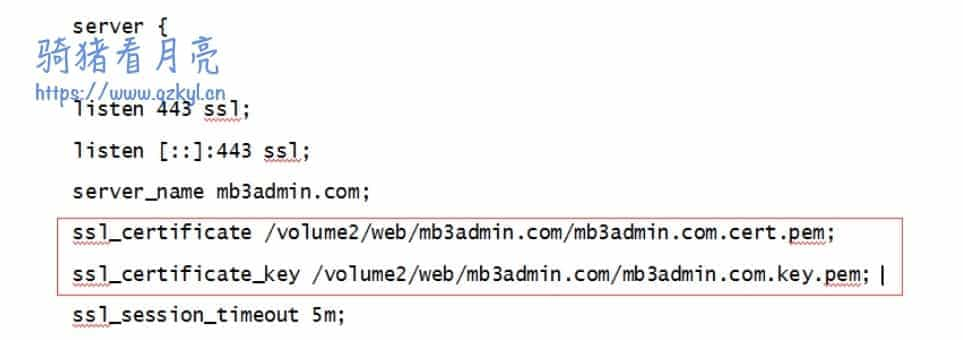 server {
骑猪看月亮
https://www.qzkyl.cn
listen 443 ssl;
listen [::]:443 ssl;
server_name mb3admin.com;
ssl_certificate /volume2/web/mb3admin.com/mb3admin.com.cert.pem;
ssl_certificate_key /volume2/web/mb3admin.com/mb3admin.com.key.pem;
ssl_session_timeout 5m;